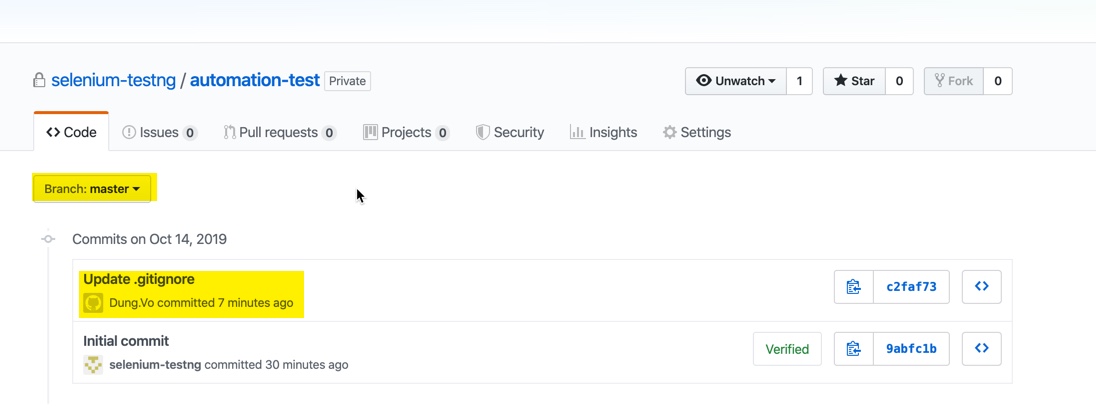 selenium-testng / automation-test Private
Unwatch 1 Star 0 Fork 0
<> Code Issues 0 Pull requests 0 Projects 0 Security Insights Settings
Branch: master
Commits on Oct 14, 2019
Update .gitignore
Dung.Vo committed 7 minutes ago
c2faf73 <>
Initial commit
selenium-testng committed 30 minutes ago
Verified 9abfc1b <>